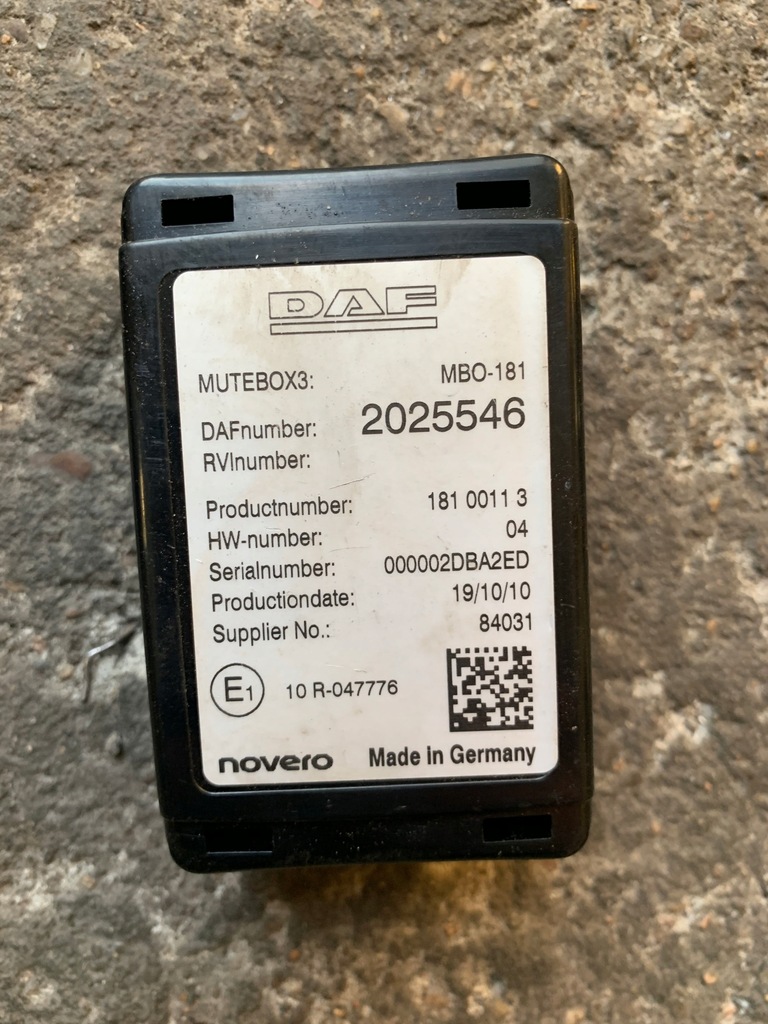 DAF
MUTEBOX3: MBO-181
DAFnumber: 2025546
RVInumber:
Productnumber: 181 0011 3
HW-number: 04
Serialnumber: 000002DBA2ED
Productiondate: 19/10/10
Supplier No.: 84031
E1 10 R-047776
novero Made in Germany